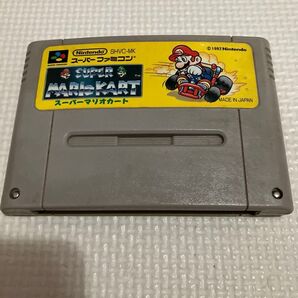 Nintendo SHVC-MK
スーパーファミコン
SUPER
MARIOKART
スーパーマリオカート
© 1992 Nintendo
MADE IN JAPAN